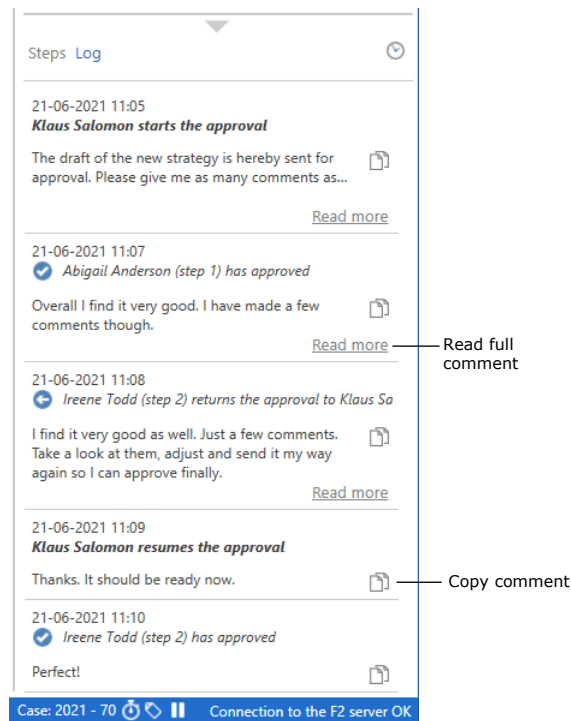 Steps Log
21-06-2021 11:05
Klaus Salomon starts the approval
The draft of the new strategy is hereby sent for
approval. Please give me as many comments as...
Read more
21-06-2021 11:07
Abigail Anderson (step 1) has approved
Overall I find it very good. I have made a few
comments though.
Read more
Read full
comment
21-06-2021 11:08
Ireene Todd (step 2) returns the approval to Klaus Sa
I find it very good as well. Just a few comments.
Take a look at them, adjust and send it my way
again so I can approve finally.
Read more
21-06-2021 11:09
Klaus Salomon resumes the approval
Thanks. It should be ready now.
Copy comment
21-06-2021 11:10
Ireene Todd (step 2) has approved
Perfect!
Case: 2021 - 70 Connection to the F2 server OK